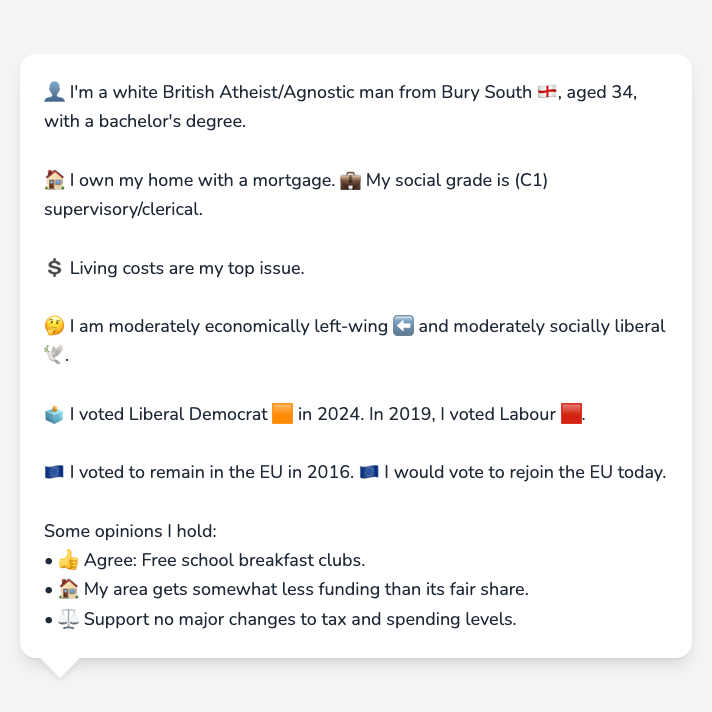 👤 I'm a white British Atheist/Agnostic man from Bury South 🏴󠁧󠁢󠁥󠁮󠁧󠁿, aged 34,
with a bachelor's degree.
🏠 I own my home with a mortgage. 💼 My social grade is (C1)
supervisory/clerical.
💲 Living costs are my top issue.
🤔 I am moderately economically left-wing ⬅️ and moderately socially liberal
🕊️.
🗳️ I voted Liberal Democrat 🟧 in 2024. In 2019, I voted Labour 🟥.
🇪🇺 I voted to remain in the EU in 2016. 🇪🇺 I would vote to rejoin the EU today.
Some opinions I hold:
• 👍 Agree: Free school breakfast clubs.
• 🏠 My area gets somewhat less funding than its fair share.
• ⚖️ Support no major changes to tax and spending levels.